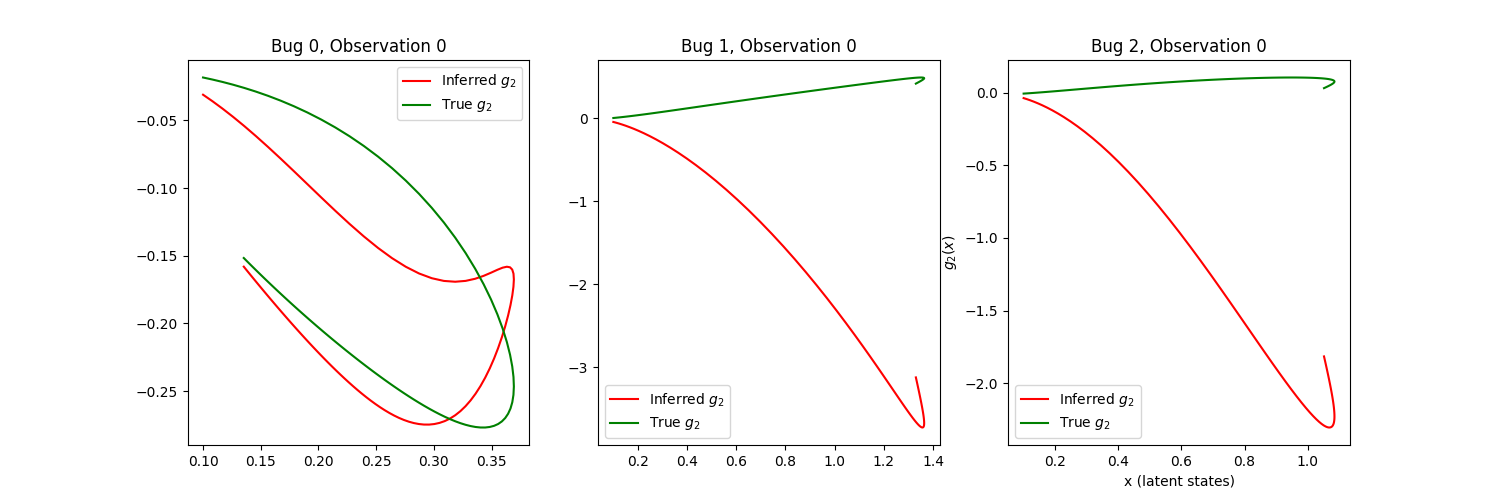 Bug 0, Observation 0
Inferred g₂
True g₂
−0.05
−0.10
−0.15
−0.20
−0.25
0.10 0.15 0.20 0.25 0.30 0.35
Bug 1, Observation 0
0
−1
−2
−3
Inferred g₂
True g₂
0.2 0.4 0.6 0.8 1.0 1.2 1.4
Bug 2, Observation 0
g₂(x)
0.0
−0.5
−1.0
−1.5
−2.0
Inferred g₂
True g₂
0.2 0.4 0.6 0.8 1.0
x (latent states)